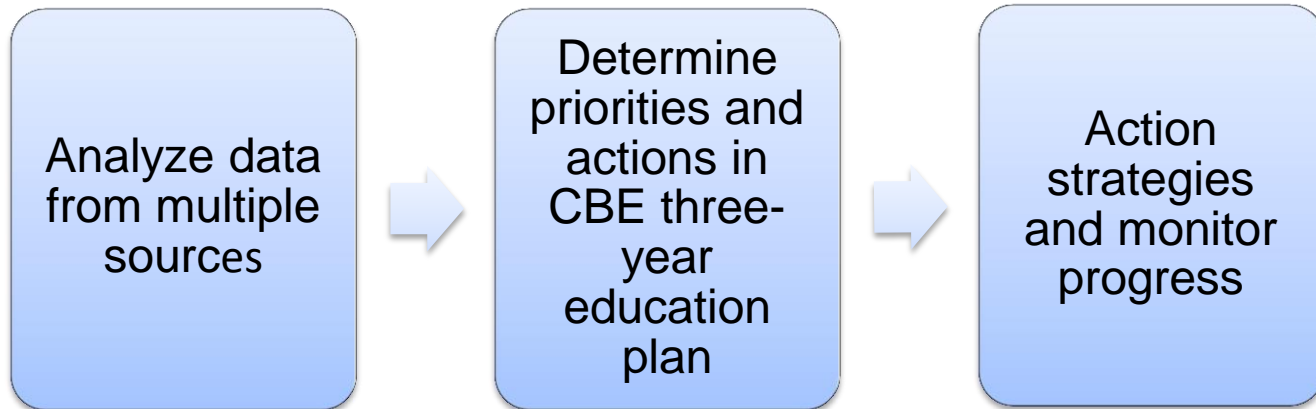 Analyze data
from multiple
sources
Determine
priorities and
actions in
CBE three-
year
education
plan
Action
strategies
and monitor
progress